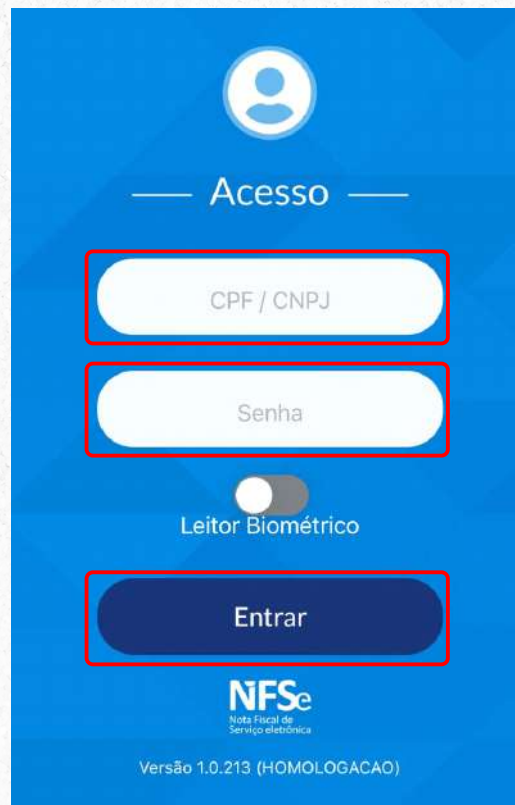 Acesso
CPF / CNPJ
Senha
Leitor Biométrico
Entrar
NFSe
Nota Fiscal de
Serviço eletrônica
Versão 1.0.213 (HOMOLOGACAO)